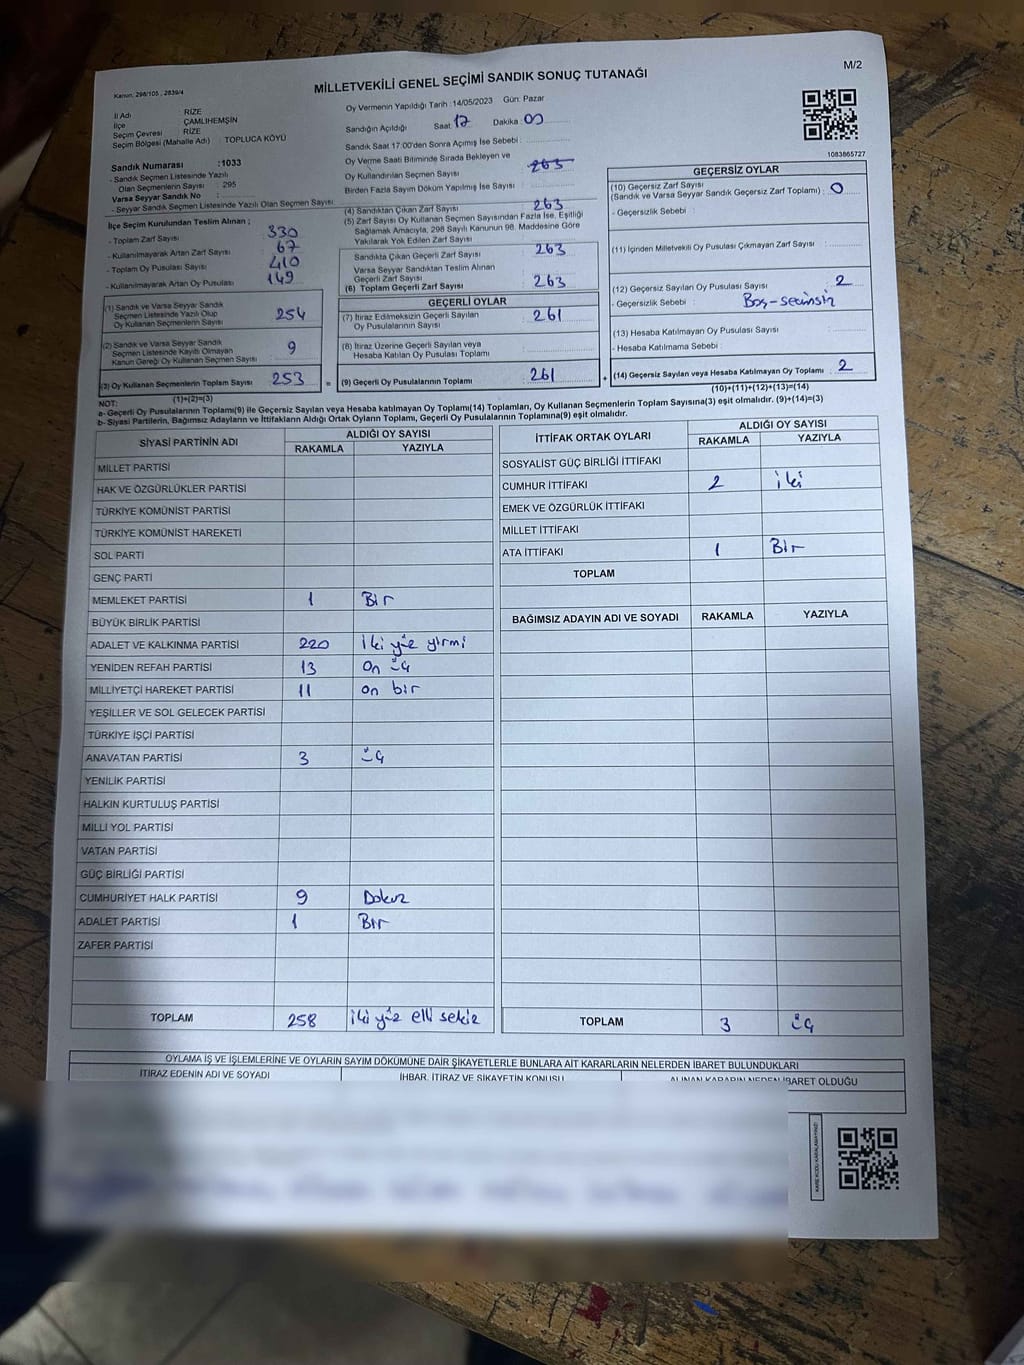 M/2
MİLLETVEKİLİ GENEL SEÇİMİ SANDIK SONUÇ TUTANAĞI
Kanun, 298/105 , 2839/4
İl Adı RİZE
İlçe ÇAMLIHEMŞİN
Seçim Çevresi RİZE
Seçim Bölgesi (Mahalle Adı) : TOPLUCA KÖYÜ
Sandık Numarası :1033
- Sandık Seçmen Listesinde Yazılı
Olan Seçmenlerin Sayısı : 295
Varsa Seyyar Sandık No :
- Seyyar Sandık Seçmen Listesinde Yazılı Olan Seçmen Sayısı
Oy Vermenin Yapıldığı Tarih :14/05/2023 Gün: Pazar
Sandığın Açıldığı Saat 17 Dakika 00
Sandık Saat 17:00'den Sonra Açımış İse Sebebi :
Oy Verme Saati Bitiminde Sırada Bekleyen ve
Oy Kullandırılan Seçmen Sayısı 263
Birden Fazla Sayım Döküm Yapılmış İse Sayısı :
(4) Sandıktan Çıkan Zarf Sayısı 263
(5) Zarf Sayısı Oy Kullanan Seçmen Sayısından Fazla İse, Eşitliği
Sağlamak Amacıyla, 298 Sayılı Kanunun 98. Maddesine Göre
Yakılarak Yok Edilen Zarf Sayısı
Sandıkta Çıkan Geçerli Zarf Sayısı 263
Varsa Seyyar Sandıktan Teslim Alınan
Geçerli Zarf Sayısı
(6) Toplam Geçerli Zarf Sayısı 263
İlçe Seçim Kurulundan Teslim Alınan ;
- Toplam Zarf Sayısı 330
- Kullanılmayarak Artan Zarf Sayısı 67
- Toplam Oy Pusulası Sayısı 410
- Kullanılmayarak Artan Oy Pusulası 149
(1) Sandık ve Varsa Seyyar Sandık
Seçmen Listesinde Yazılı Olup
Oy Kullanan Seçmenlerin Sayısı 254
(2) Sandık ve Varsa Seyyar Sandık
Seçmen Listesinde Kayıtlı Olmayan
Kanun Gereği Oy Kullanan Seçmen Sayısı 9
(3) Oy Kullanan Seçmenlerin Toplam Sayısı 253 =
(1)+(2)=(3)
GEÇERLİ OYLAR
(7) İtiraz Edilmeksizin Geçerli Sayılan
Oy Pusulalarının Sayısı 261
(8) İtiraz Üzerine Geçerli Sayılan veya
Hesaba Katılan Oy Pusulası Toplamı
(9) Geçerli Oy Pusulalarının Toplamı 261 +
1083865727
GEÇERSİZ OYLAR
(10) Geçersiz Zarf Sayısı
(Sandık ve Varsa Seyyar Sandık Geçersiz Zarf Toplamı) : 0
- Geçersizlik Sebebi :
(11) İçinden Milletvekili Oy Pusulası Çıkmayan Zarf Sayısı :
(12) Geçersiz Sayılan Oy Pusulası Sayısı : 2
- Geçersizlik Sebebi : Boş-
(13) Hesaba Katılmayan Oy Pusulası Sayısı :
- Hesaba Katılmama Sebebi :
(14) Geçersiz Sayılan veya Hesaba Katılmayan Oy Toplamı : 2
(10)+(11)+(12)+(13)=(14)
NOT:
a- Geçerli Oy Pusulalarının Toplamı(9) ile Geçersiz Sayılan veya Hesaba katılmayan Oy Toplamı(14) Toplamları, Oy Kullanan Seçmenlerin Toplam Sayısına(3) eşit olmalıdır. (9)+(14)=(3)
b- Siyasi Partilerin, Bağımsız Adayların ve İttifakların Aldığı Ortak Oyların Toplamı, Geçerli Oy Pusulalarının Toplamına(9) eşit olmalıdır.
SİYASİ PARTİNİN ADI ALDIĞI OY SAYISI
RAKAMLA YAZIYLA
MİLLET PARTİSİ
HAK VE ÖZGÜRLÜKLER PARTİSİ
TÜRKİYE KOMÜNİST PARTİSİ
TÜRKİYE KOMÜNİST HAREKETİ
SOL PARTİ
GENÇ PARTİ
MEMLEKET PARTİSİ 1 Bir
BÜYÜK BİRLİK PARTİSİ
ADALET VE KALKINMA PARTİSİ 220 İki yüz yirmi
YENİDEN REFAH PARTİSİ 13 On üç
MİLLİYETÇİ HAREKET PARTİSİ 11 on bir
YEŞİLLER VE SOL GELECEK PARTİSİ
TÜRKİYE İŞÇİ PARTİSİ
ANAVATAN PARTİSİ 3 üç
YENİLİK PARTİSİ
HALKIN KURTULUŞ PARTİSİ
MİLLİ YOL PARTİSİ
VATAN PARTİSİ
GÜÇ BİRLİĞİ PARTİSİ
CUMHURİYET HALK PARTİSİ 9 Dokuz
ADALET PARTİSİ 1 Bir
ZAFER PARTİSİ
TOPLAM 258 iki yüz elli sekiz
İTTİFAK ORTAK OYLARI ALDIĞI OY SAYISI
RAKAMLA YAZIYLA
SOSYALİST GÜÇ BİRLİĞİ İTTİFAKI
CUMHUR İTTİFAKI 2 iki
EMEK VE ÖZGÜRLÜK İTTİFAKI
MİLLET İTTİFAKI
ATA İTTİFAKI 1 Bir
TOPLAM
BAĞIMSIZ ADAYIN ADI VE SOYADI RAKAMLA YAZIYLA
TOPLAM 3 üç
OYLAMA İŞ VE İŞLEMLERİNE VE OYLARIN SAYIM DÖKÜMÜNE DAİR ŞİKAYETLERLE BUNLARA AİT KARARLARIN NELERDEN İBARET BULUNDUKLARI
İTİRAZ EDENİN ADI VE SOYADI İHBAR, İTİRAZ VE ŞİKAYETİN KONUSU ALINAN KARARIN NEDEN İBARET OLDUĞU